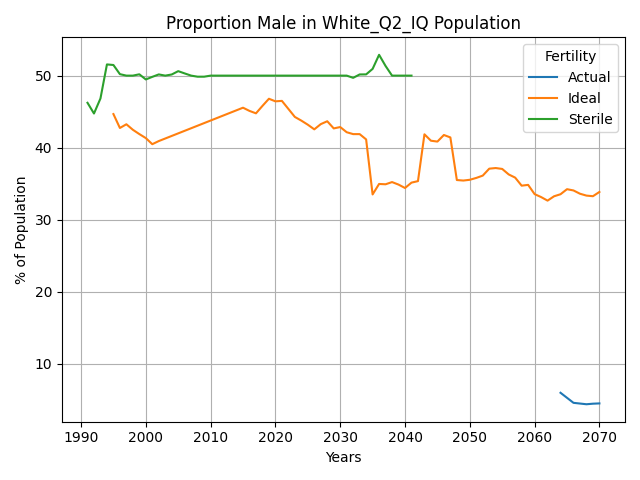 Proportion Male in White_Q2_IQ Population
Fertility
Actual
Ideal
Sterile
% of Population
50
40
30
20
10
1990 2000 2010 2020 2030 2040 2050 2060 2070
Years